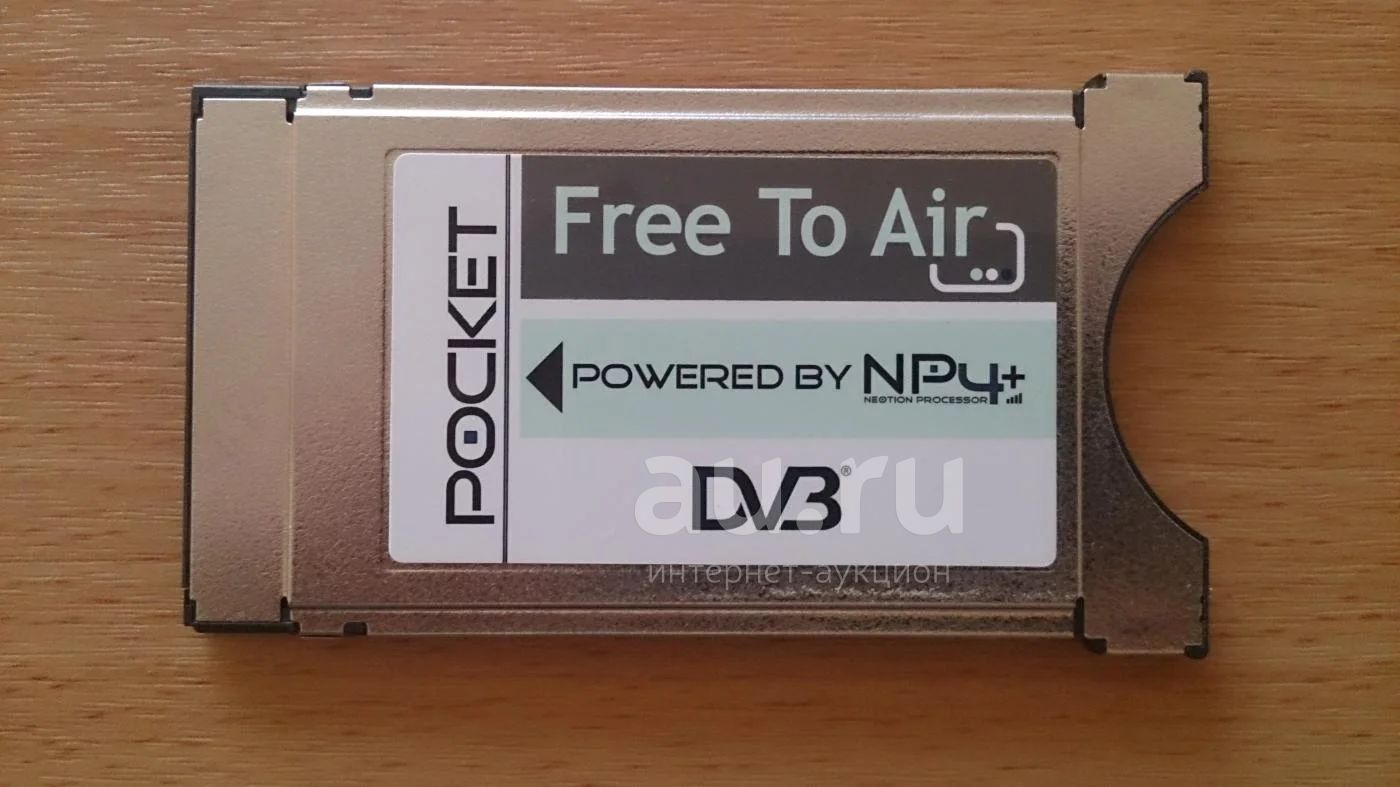 POCKET
Free To Air
POWERED BY NP4+
NEOTION PROCESSOR
DVB®
au.ru
интернет-аукцион